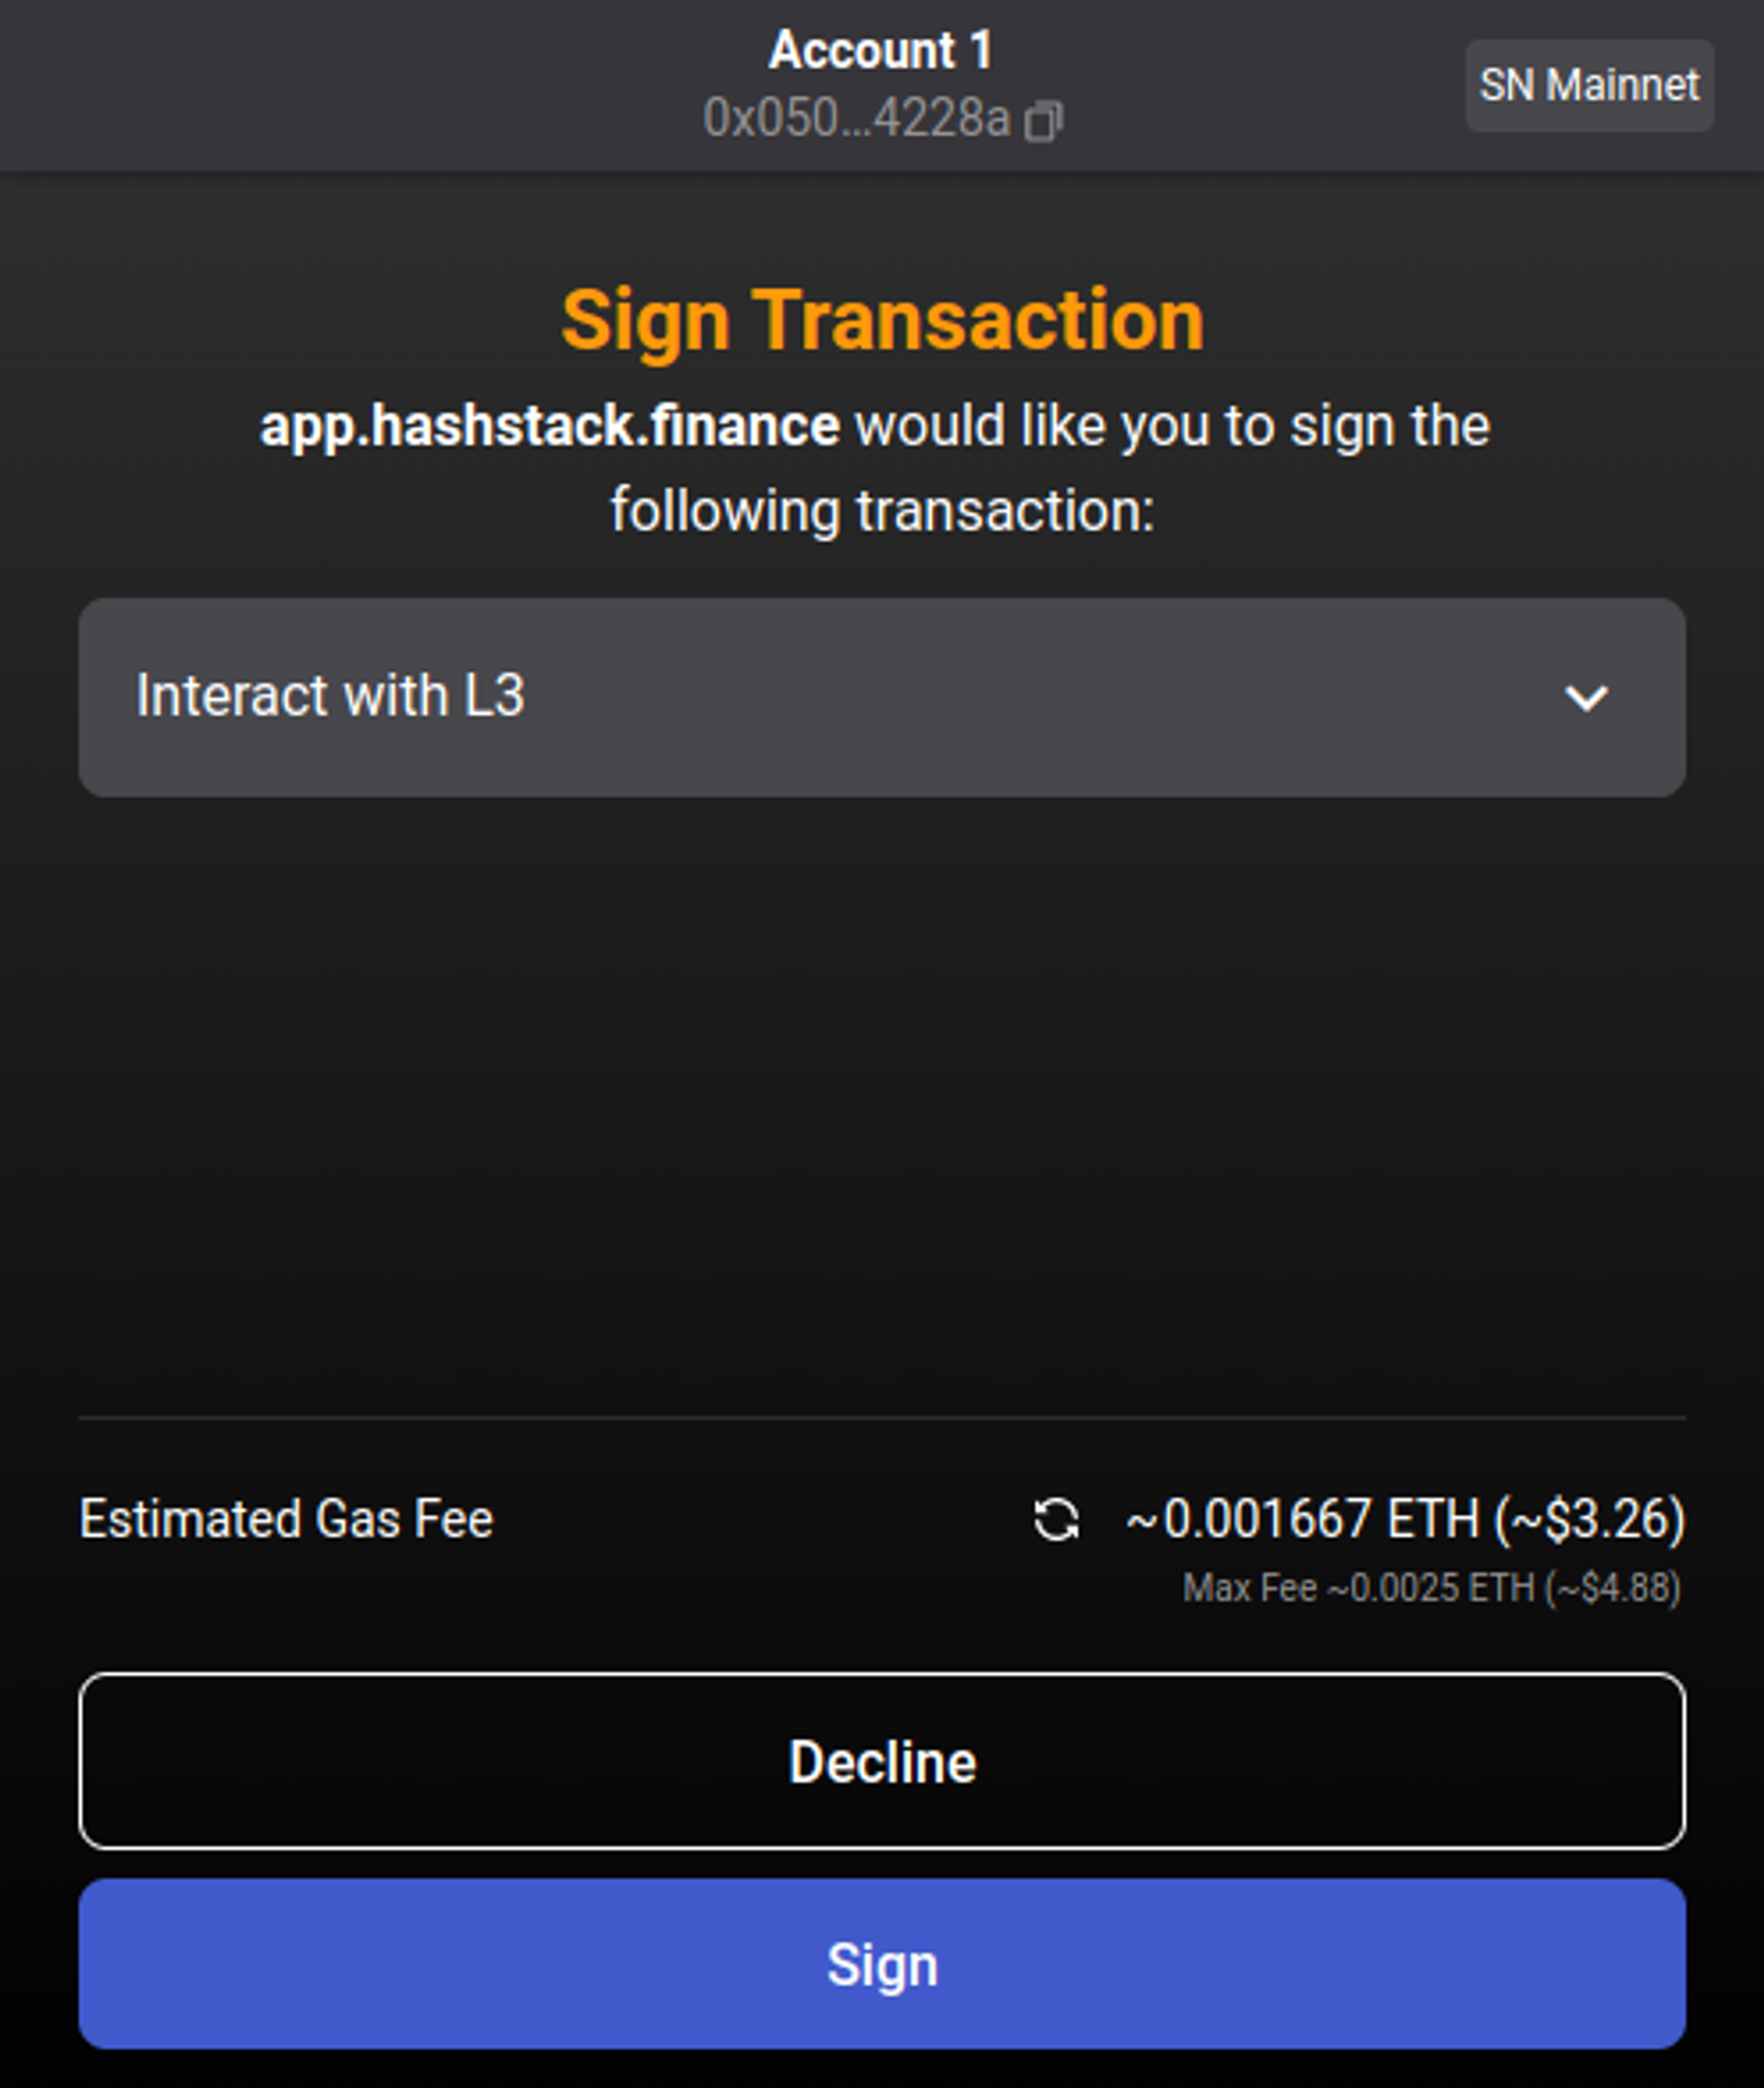 Account 1
0x050...4228a
SN Mainnet
Sign Transaction
app.hashstack.finance would like you to sign the
following transaction:
Interact with L3
Estimated Gas Fee
~0.001667 ETH (~$3.26)
Max Fee ~0.0025 ETH (~$4.88)
Decline
Sign